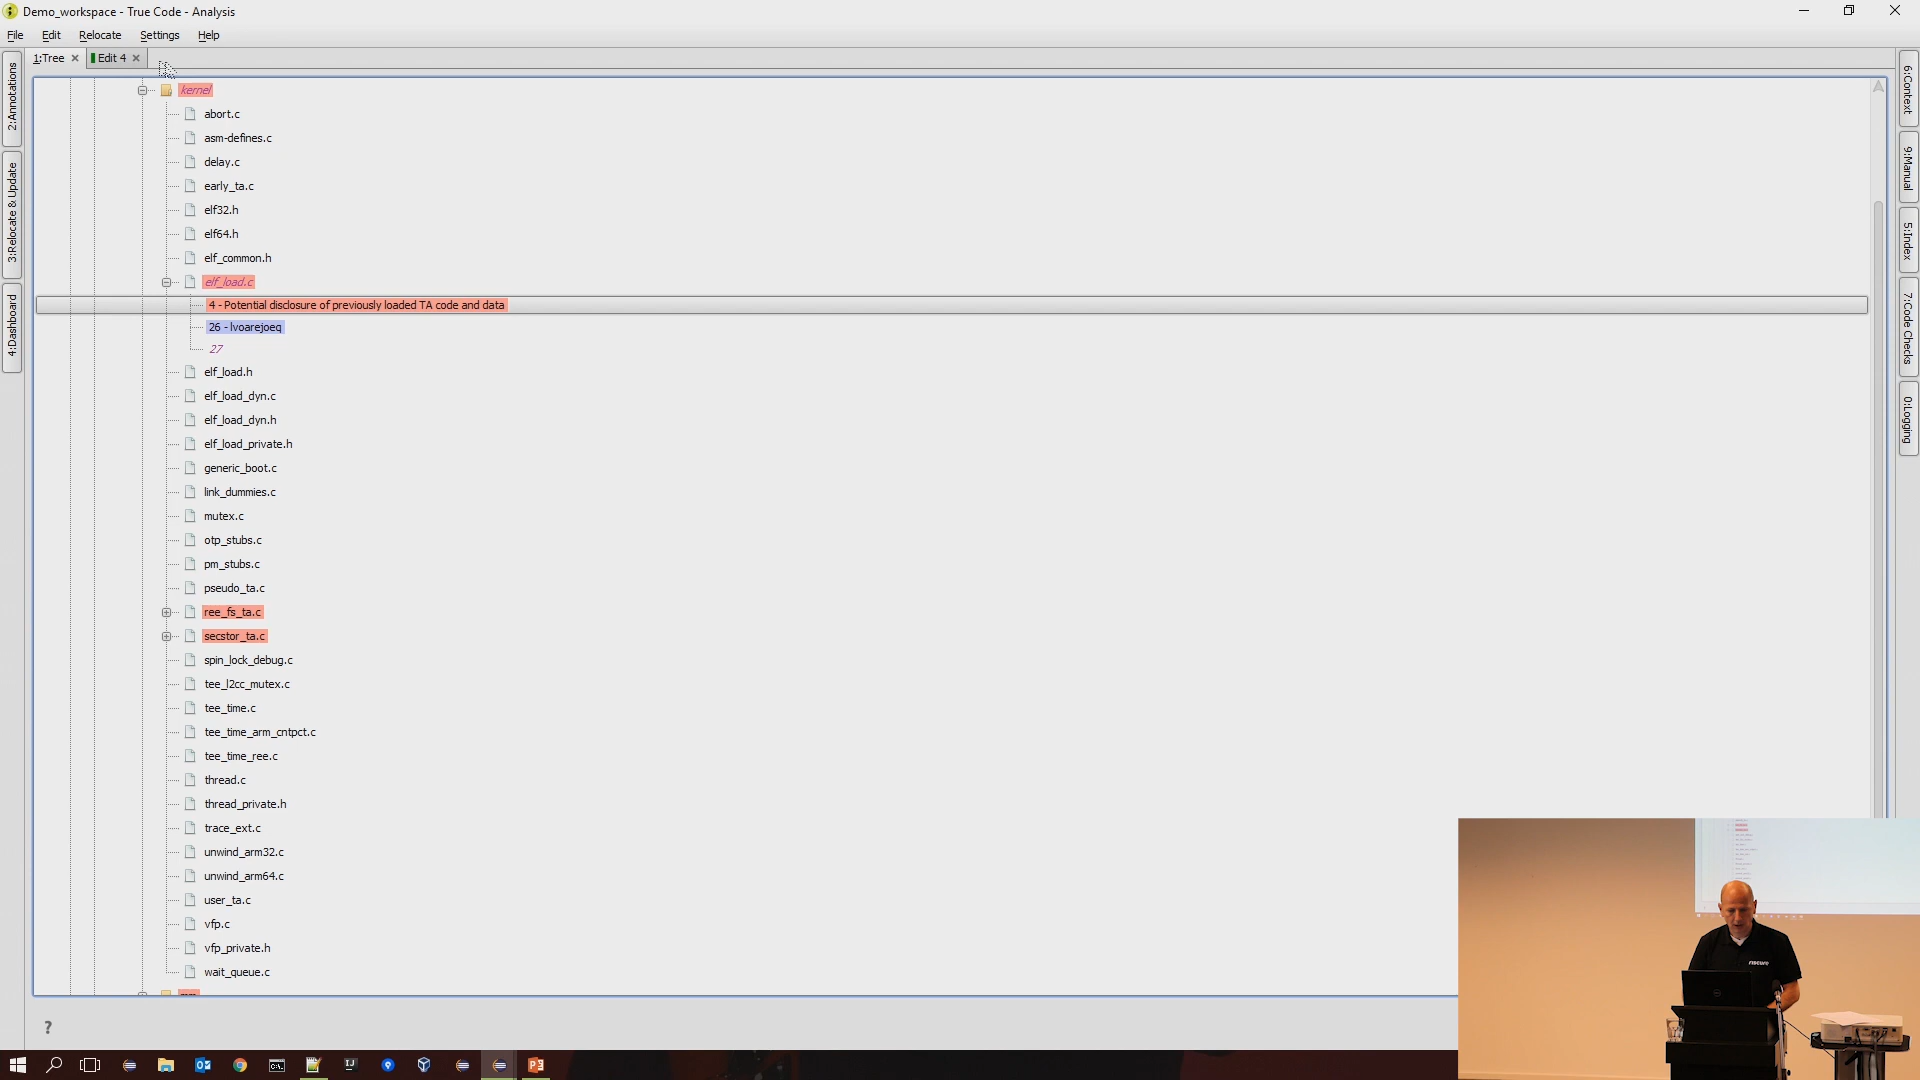 Demo_workspace - True Code - Analysis
File Edit Relocate Settings Help
1:Tree Edit 4
2:Annotations
3:Relocate & Update
4:Dashboard
kernel
abort.c
asm-defines.c
delay.c
early_ta.c
elf32.h
elf64.h
elf_common.h
elf_load.c
4 - Potential disclosure of previously loaded TA code and data
26 - lvoarejoeq
27
elf_load.h
elf_load_dyn.c
elf_load_dyn.h
elf_load_private.h
generic_boot.c
link_dummies.c
mutex.c
otp_stubs.c
pm_stubs.c
pseudo_ta.c
ree_fs_ta.c
secstor_ta.c
spin_lock_debug.c
tee_l2cc_mutex.c
tee_time.c
tee_time_arm_cntpct.c
tee_time_ree.c
thread.c
thread_private.h
trace_ext.c
unwind_arm32.c
unwind_arm64.c
user_ta.c
vfp.c
vfp_private.h
wait_queue.c
6:Context
9:Manual
5:Index
7:Code Checks
0:Logging
?
riscure